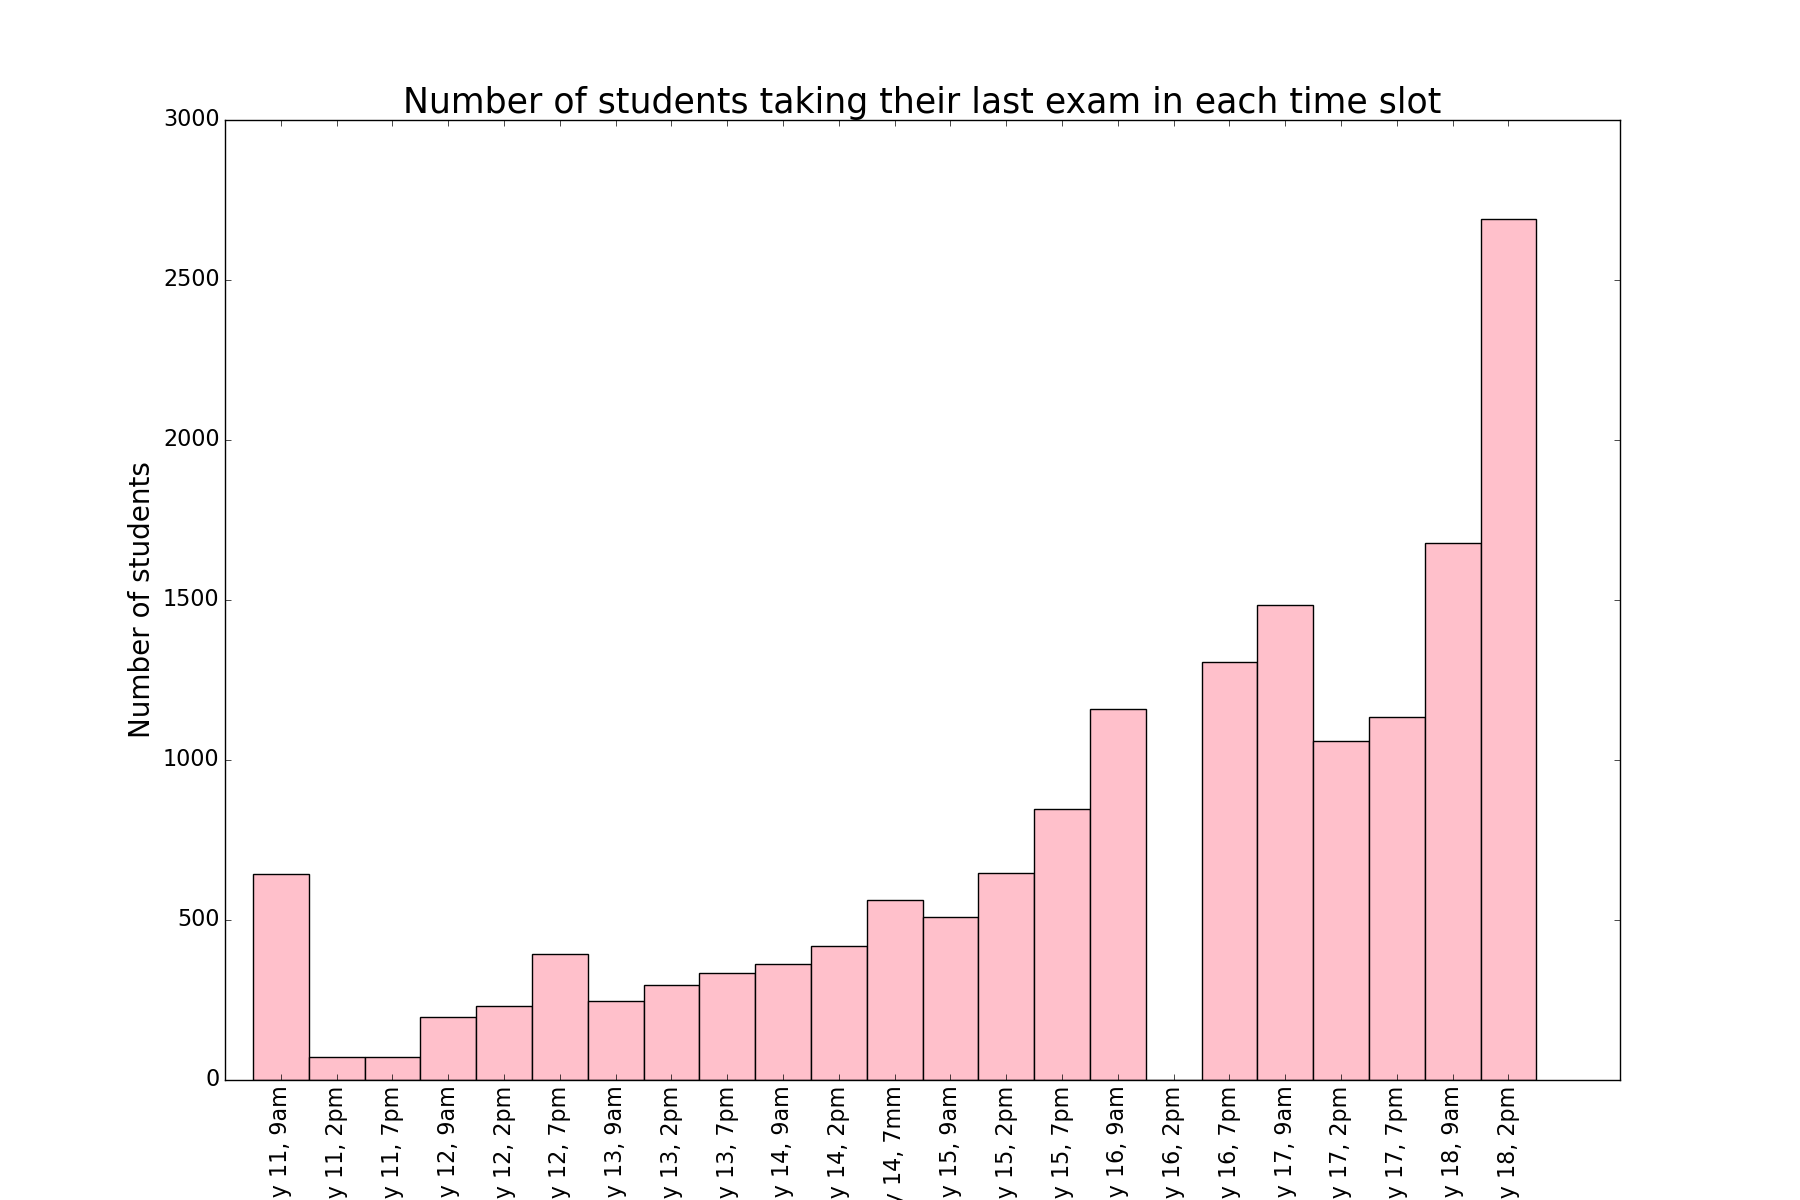 Number of students taking their last exam in each time slot
Number of students
3000
2500
2000
1500
1000
500
0
y 11, 9am
y 11, 2pm
y 11, 7pm
y 12, 9am
y 12, 2pm
y 12, 7pm
y 13, 9am
y 13, 2pm
y 13, 7pm
y 14, 9am
y 14, 2pm
y 14, 7mm
y 15, 9am
y 15, 2pm
y 15, 7pm
y 16, 9am
y 16, 2pm
y 16, 7pm
y 17, 9am
y 17, 2pm
y 17, 7pm
y 18, 9am
y 18, 2pm